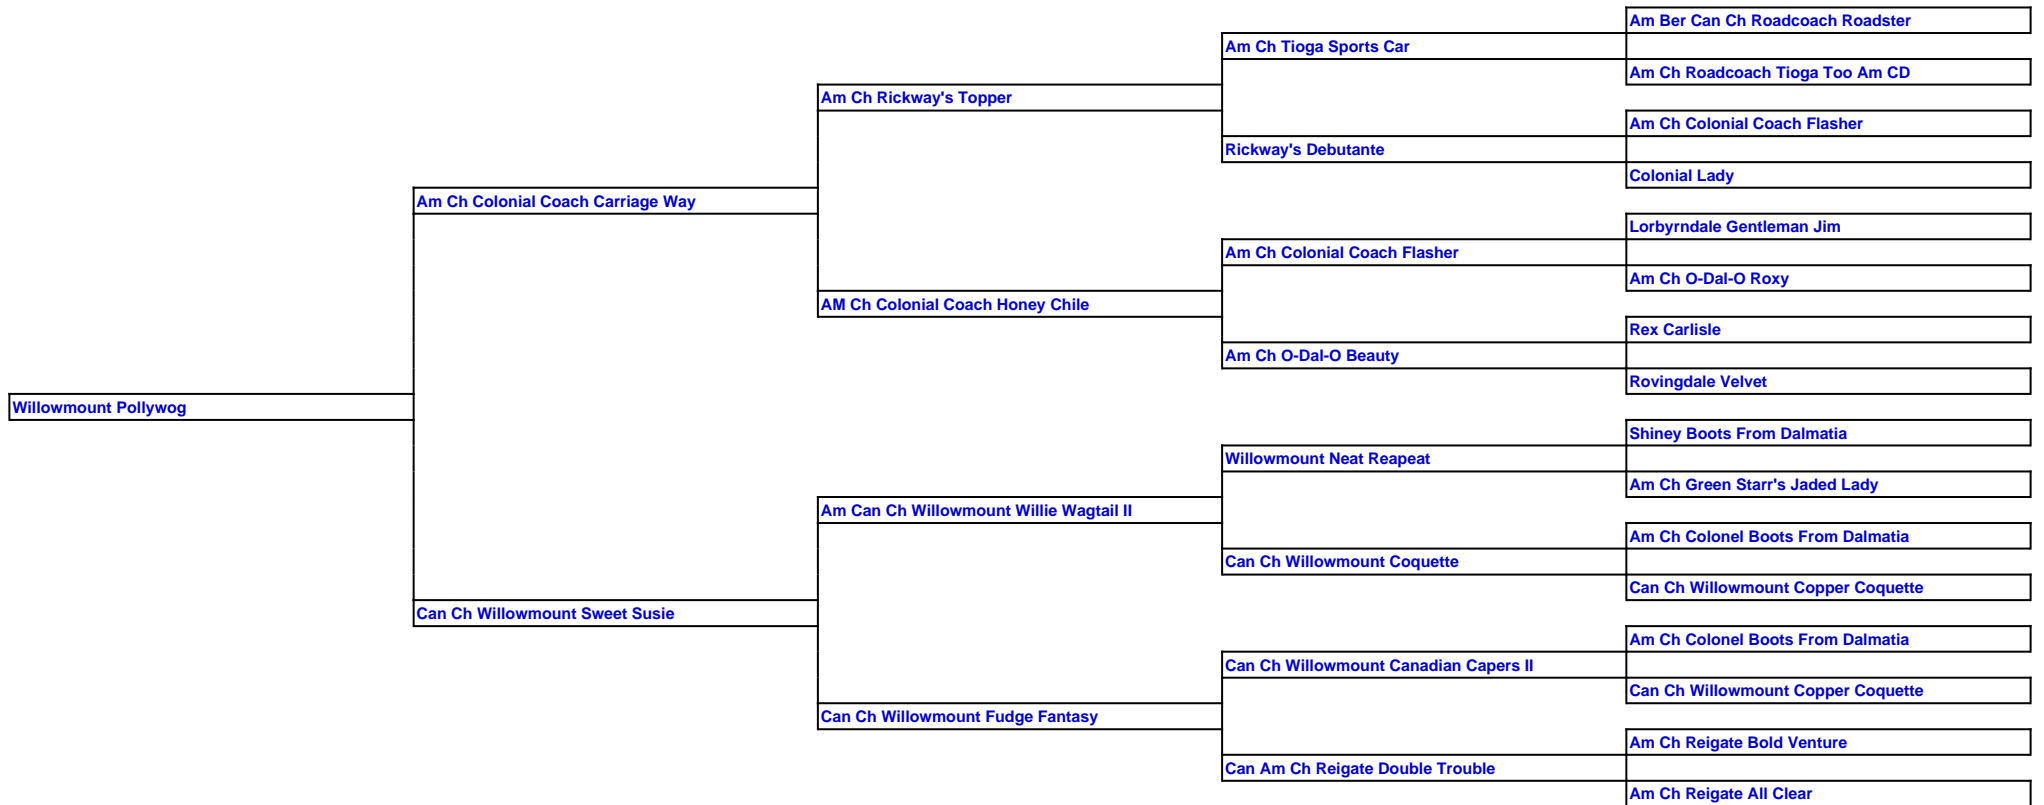 Am Ber Can Ch Roadcoach Roadster
Am Ch Tioga Sports Car
Am Ch Roadcoach Tioga Too Am CD
Am Ch Rickway's Topper
Am Ch Colonial Coach Flasher
Rickway's Debutante
Colonial Lady
Am Ch Colonial Coach Carriage Way
Lorbyrndale Gentleman Jim
Am Ch Colonial Coach Flasher
Am Ch O-Dal-O Roxy
AM Ch Colonial Coach Honey Chile
Rex Carlisle
Am Ch O-Dal-O Beauty
Rovingdale Velvet
Willowmount Pollywog
Shiney Boots From Dalmatia
Willowmount Neat Reapeat
Am Ch Green Starr's Jaded Lady
Am Can Ch Willowmount Willie Wagtail II
Am Ch Colonel Boots From Dalmatia
Can Ch Willowmount Coquette
Can Ch Willowmount Copper Coquette
Can Ch Willowmount Sweet Susie
Am Ch Colonel Boots From Dalmatia
Can Ch Willowmount Canadian Capers II
Can Ch Willowmount Copper Coquette
Can Ch Willowmount Fudge Fantasy
Am Ch Reigate Bold Venture
Can Am Ch Reigate Double Trouble
Am Ch Reigate All Clear